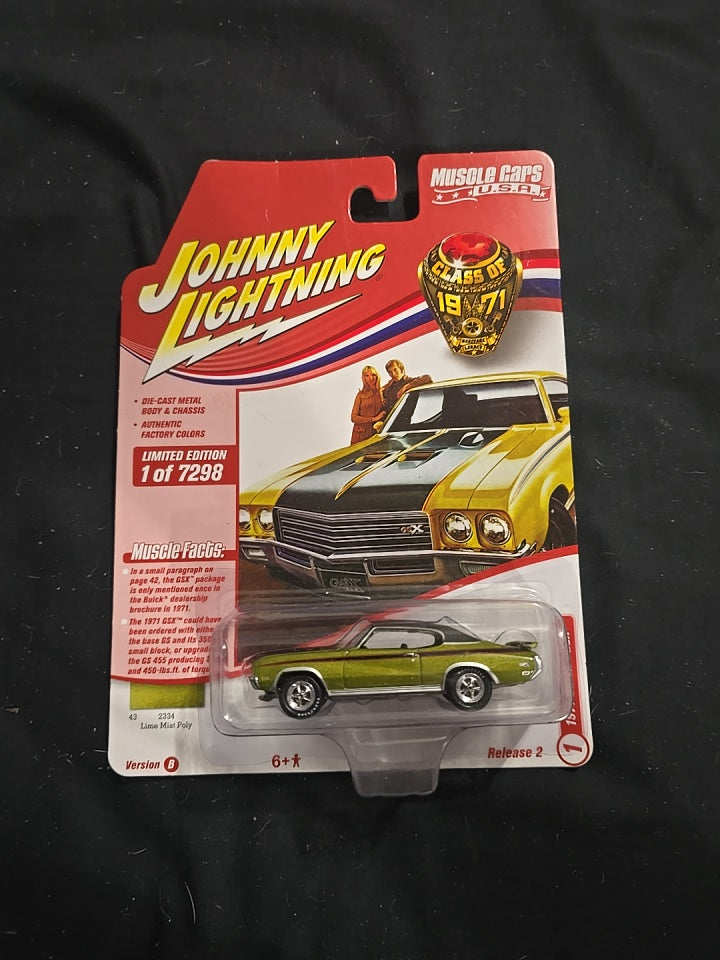 MUSCLE CARS
U.S.A.
JOHNNY
LIGHTNING
CLASS OF
19 71
• DIE-CAST METAL
BODY & CHASSIS
• AUTHENTIC
FACTORY COLORS
LIMITED EDITION
1 of 7298
GSX
GSX
Muscle Facts:
In a small paragraph on
page 42, the GSX™ package
is only mentioned once in
the Buick® dealership
brochure in 1971.
The 1971 GSX™ could have
been ordered with
the base GS and its 350
small block, or
the GS 455 producing
and 450-lbs.ft. of
43 2334
Lime Mist Poly
Version B
6+
Release 2
1